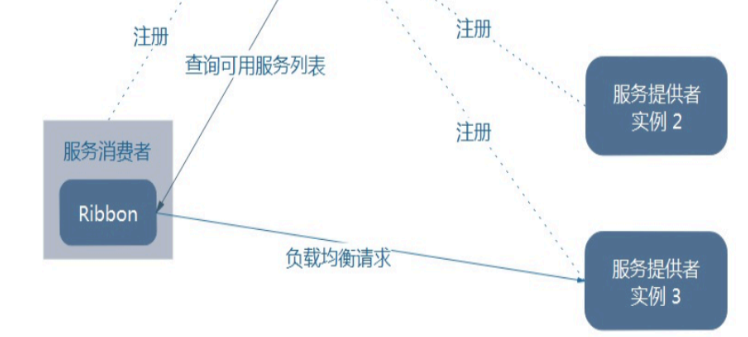 注册
注册
查询可用服务列表
服务提供者
实例 2
注册
服务消费者
Ribbon
负载均衡请求
服务提供者
实例 3